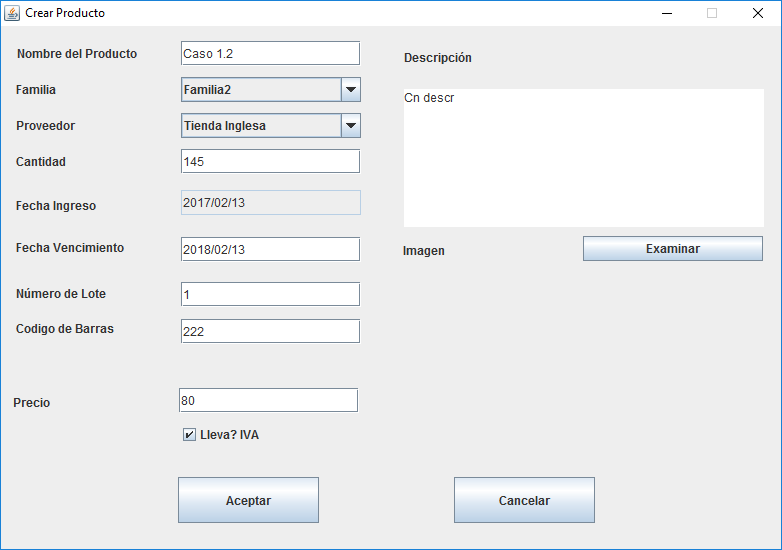 Crear Producto
Nombre del Producto Caso 1.2
Familia Familia2
Proveedor Tienda Inglesa
Cantidad 145
Fecha Ingreso 2017/02/13
Fecha Vencimiento 2018/02/13
Número de Lote 1
Codigo de Barras 222
Precio 80
Lleva? IVA
Descripción
Cn descr
Imagen Examinar
Aceptar Cancelar